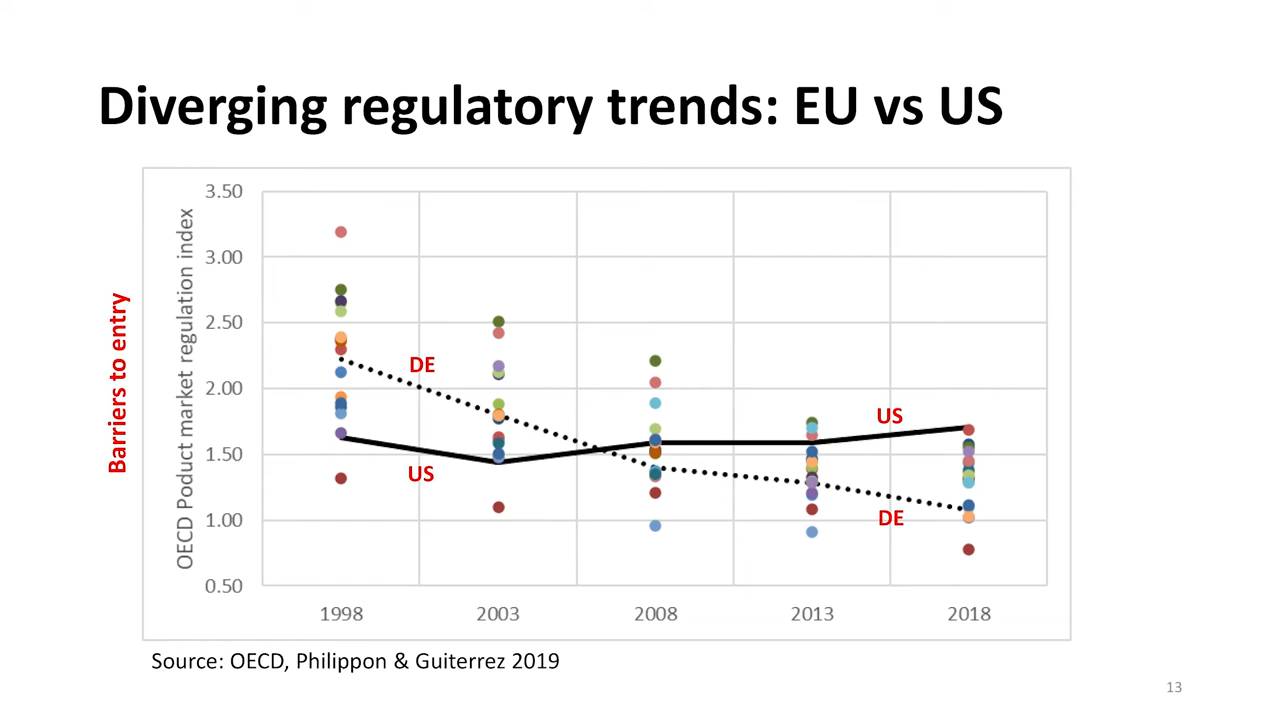 Diverging regulatory trends: EU vs US
Barriers to entry
OECD Product market regulation index
3.50
3.00
2.50
2.00
1.50
1.00
0.50
DE
US
US
DE
1998 2003 2008 2013 2018
Source: OECD, Philippon & Guiterrez 2019
13